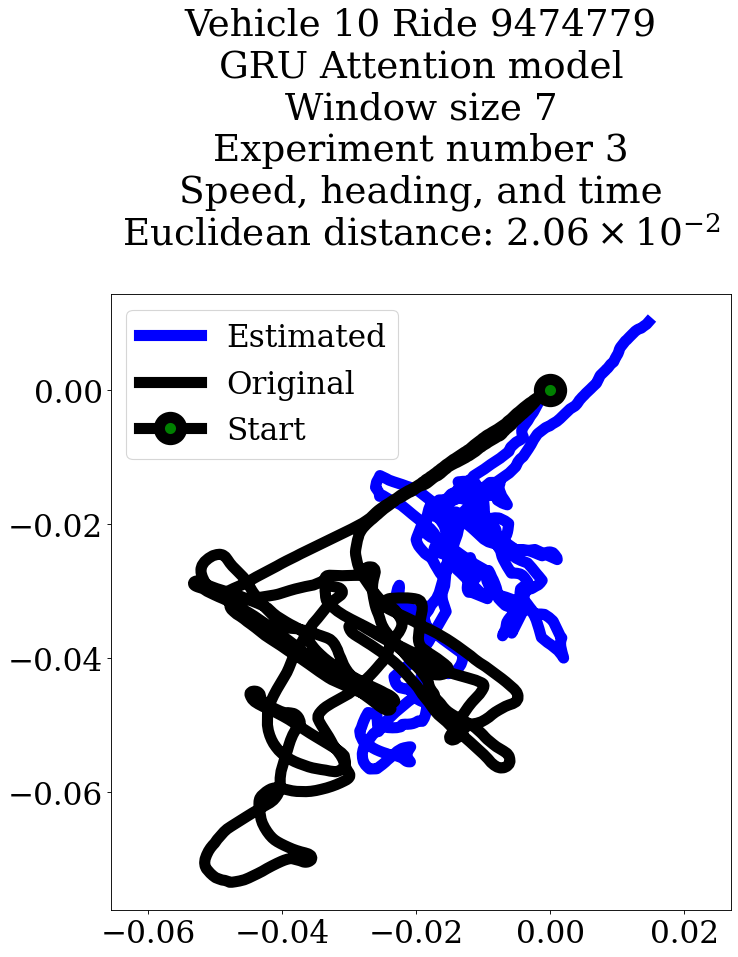 Vehicle 10 Ride 9474779
GRU Attention model
Window size 7
Experiment number 3
Speed, heading, and time
Euclidean distance: 2.06 × 10⁻²
Estimated
Original
Start
0.00
−0.02
−0.04
−0.06
−0.06 −0.04 −0.02 0.00 0.02